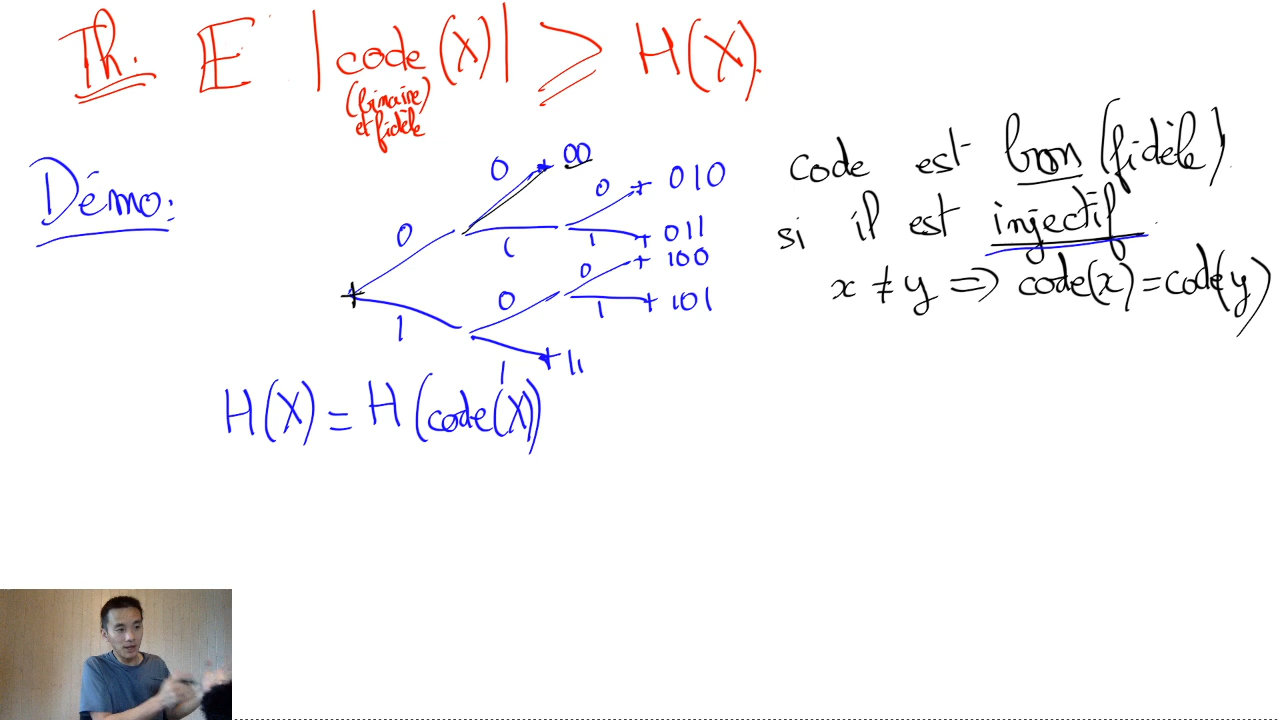 Th. E |code(X)| ≥ H(X).
(binaire)
et fidèle
Démo:
0 00
0 010
0
1
1 011
0 100
0
1 101
1
1 11
H(X) = H(code(X))
code est bon (fidèle)
si il est injectif.
x ≠ y ⇒ code(x) = code(y)